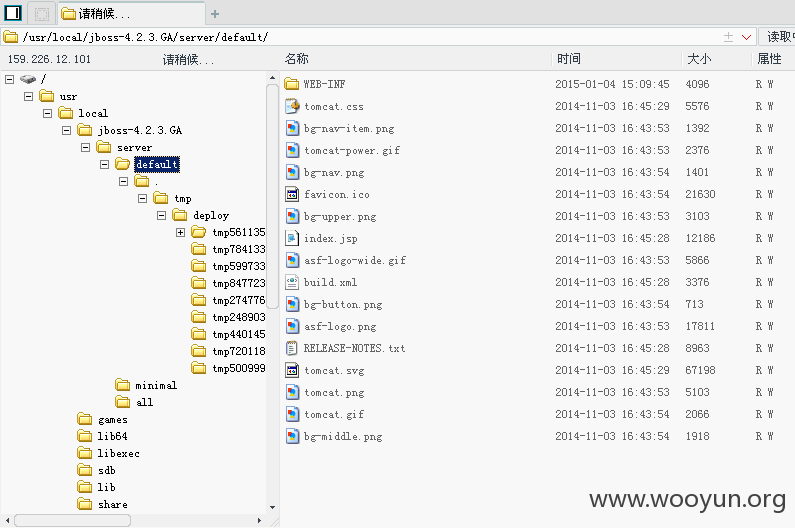 请稍候...
/usr/local/jboss-4.2.3.GA/server/default/
159.226.12.101 请稍候... 名称 时间 大小 属性
/
usr
local
jboss-4.2.3.GA
server
default
.
tmp
deploy
tmp561135
tmp784133
tmp599733
tmp847723
tmp274776
tmp248903
tmp440145
tmp720118
tmp500999
minimal
all
games
lib64
libexec
sdb
lib
share
WEB-INF 2015-01-04 15:09:45 4096 R W
tomcat.css 2014-11-03 16:45:29 5576 R W
bg-nav-item.png 2014-11-03 16:43:53 1392 R W
tomcat-power.gif 2014-11-03 16:43:53 2376 R W
bg-nav.png 2014-11-03 16:43:54 1401 R W
favicon.ico 2014-11-03 16:43:54 21630 R W
bg-upper.png 2014-11-03 16:43:53 3103 R W
index.jsp 2014-11-03 16:45:28 12186 R W
asf-logo-wide.gif 2014-11-03 16:43:53 5866 R W
build.xml 2014-11-03 16:45:28 3376 R W
bg-button.png 2014-11-03 16:43:54 713 R W
asf-logo.png 2014-11-03 16:43:53 17811 R W
RELEASE-NOTES.txt 2014-11-03 16:45:28 8963 R W
tomcat.svg 2014-11-03 16:45:29 67198 R W
tomcat.png 2014-11-03 16:43:53 5103 R W
tomcat.gif 2014-11-03 16:43:54 2066 R W
bg-middle.png 2014-11-03 16:43:54 1918 R W
www.wooyun.org